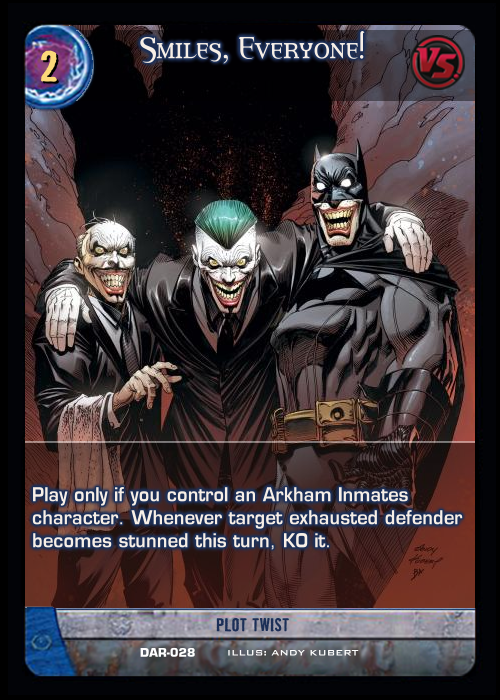 Smiles, Everyone!
2
VS
Play only if you control an Arkham Inmates
character. Whenever target exhausted defender
becomes stunned this turn, KO it.
PLOT TWIST
DAR-028 ILLUS: ANDY KUBERT